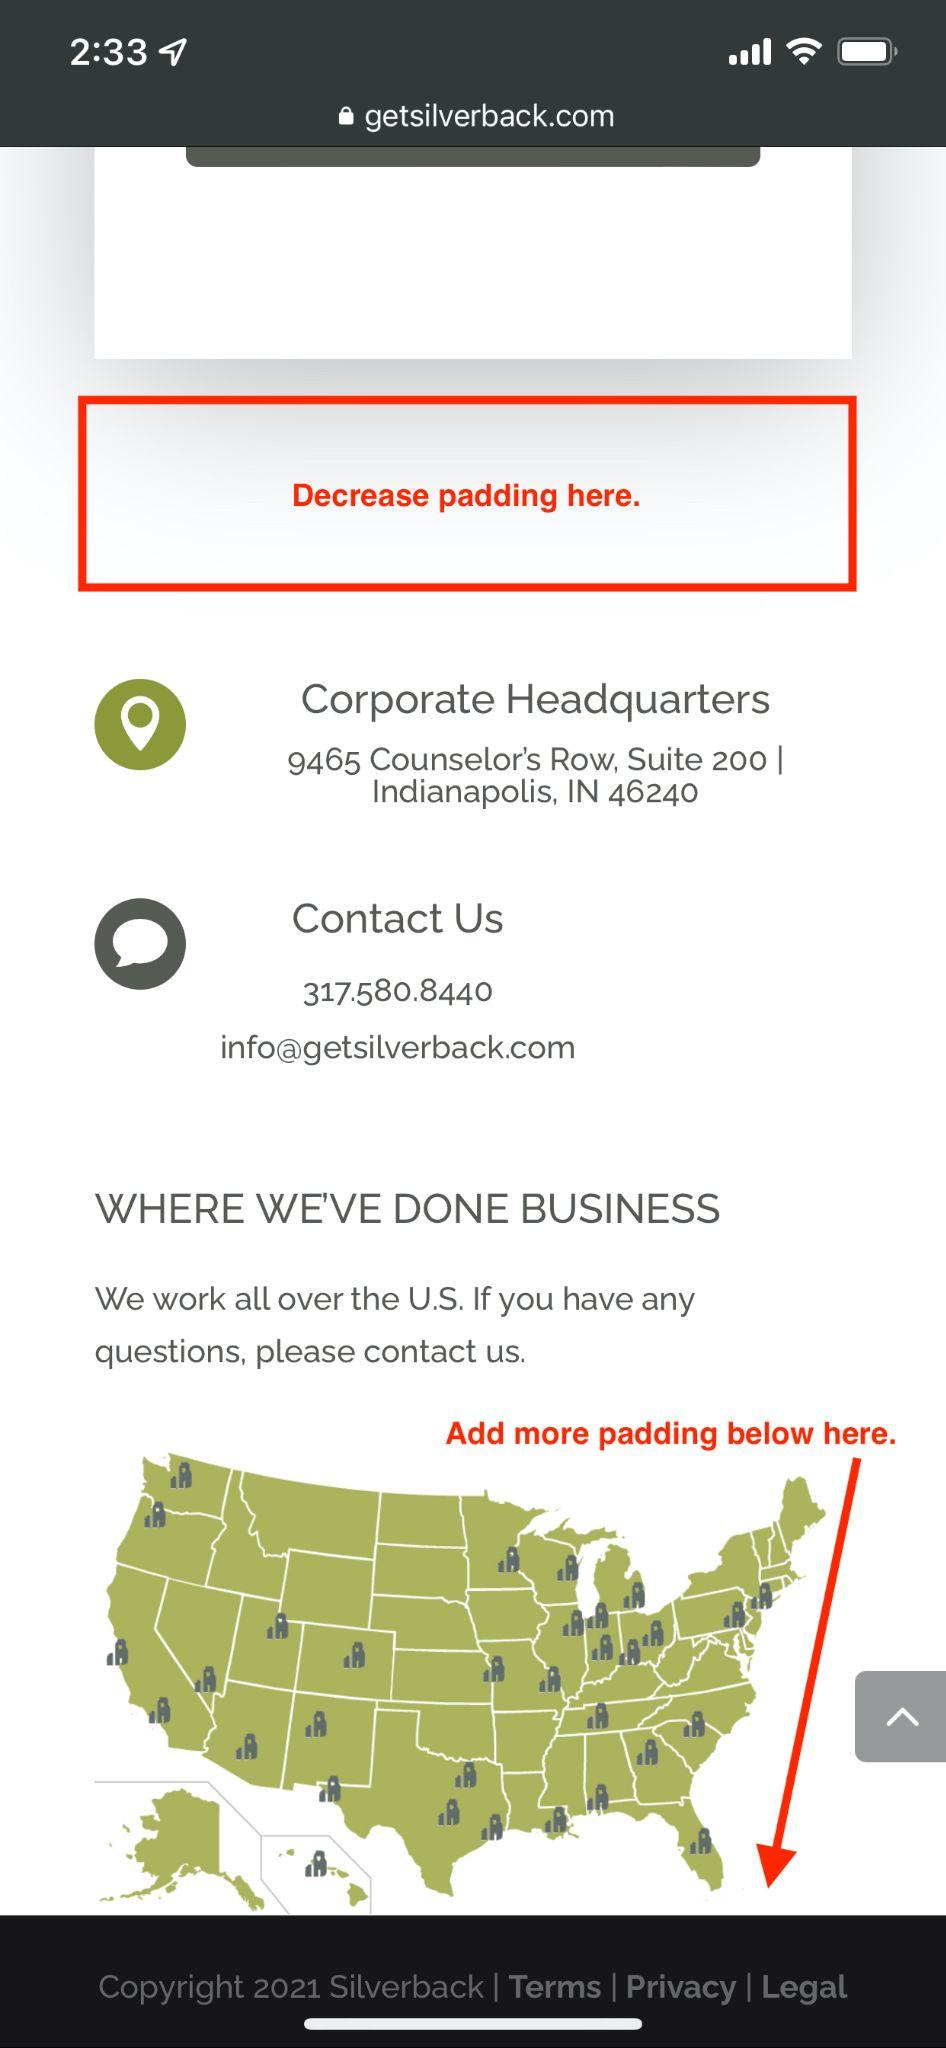 2:33
getsilverback.com
Decrease padding here.
Corporate Headquarters
9465 Counselor’s Row, Suite 200 |
Indianapolis, IN 46240
Contact Us
317.580.8440
info@getsilverback.com
WHERE WE’VE DONE BUSINESS
We work all over the U.S. If you have any
questions, please contact us.
Add more padding below here.
Copyright 2021 Silverback | Terms | Privacy | Legal